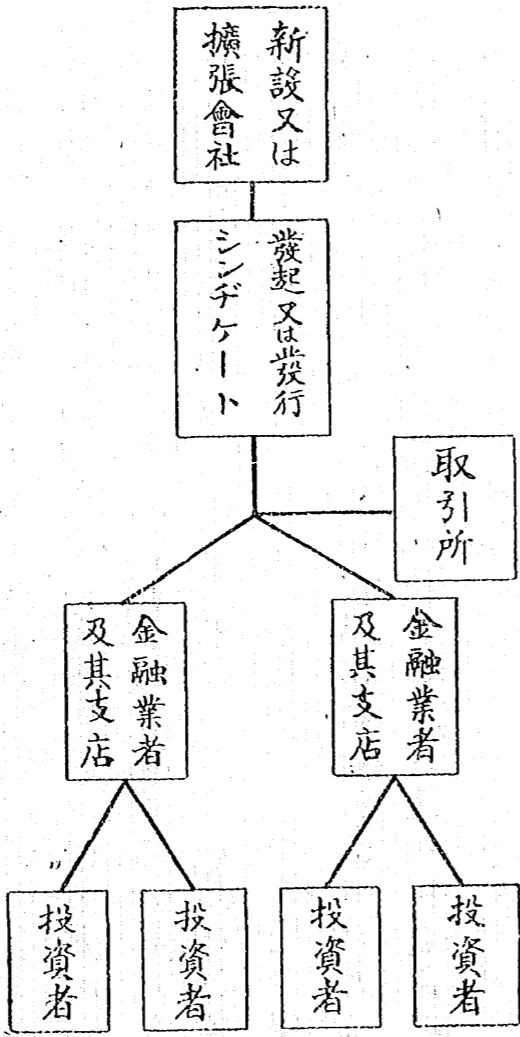 新設又は
擴張會社
發起又は發行
シンヂケート
取引所
金融業者
及其支店
金融業者
及其支店
投資者
投資者
投資者
投資者